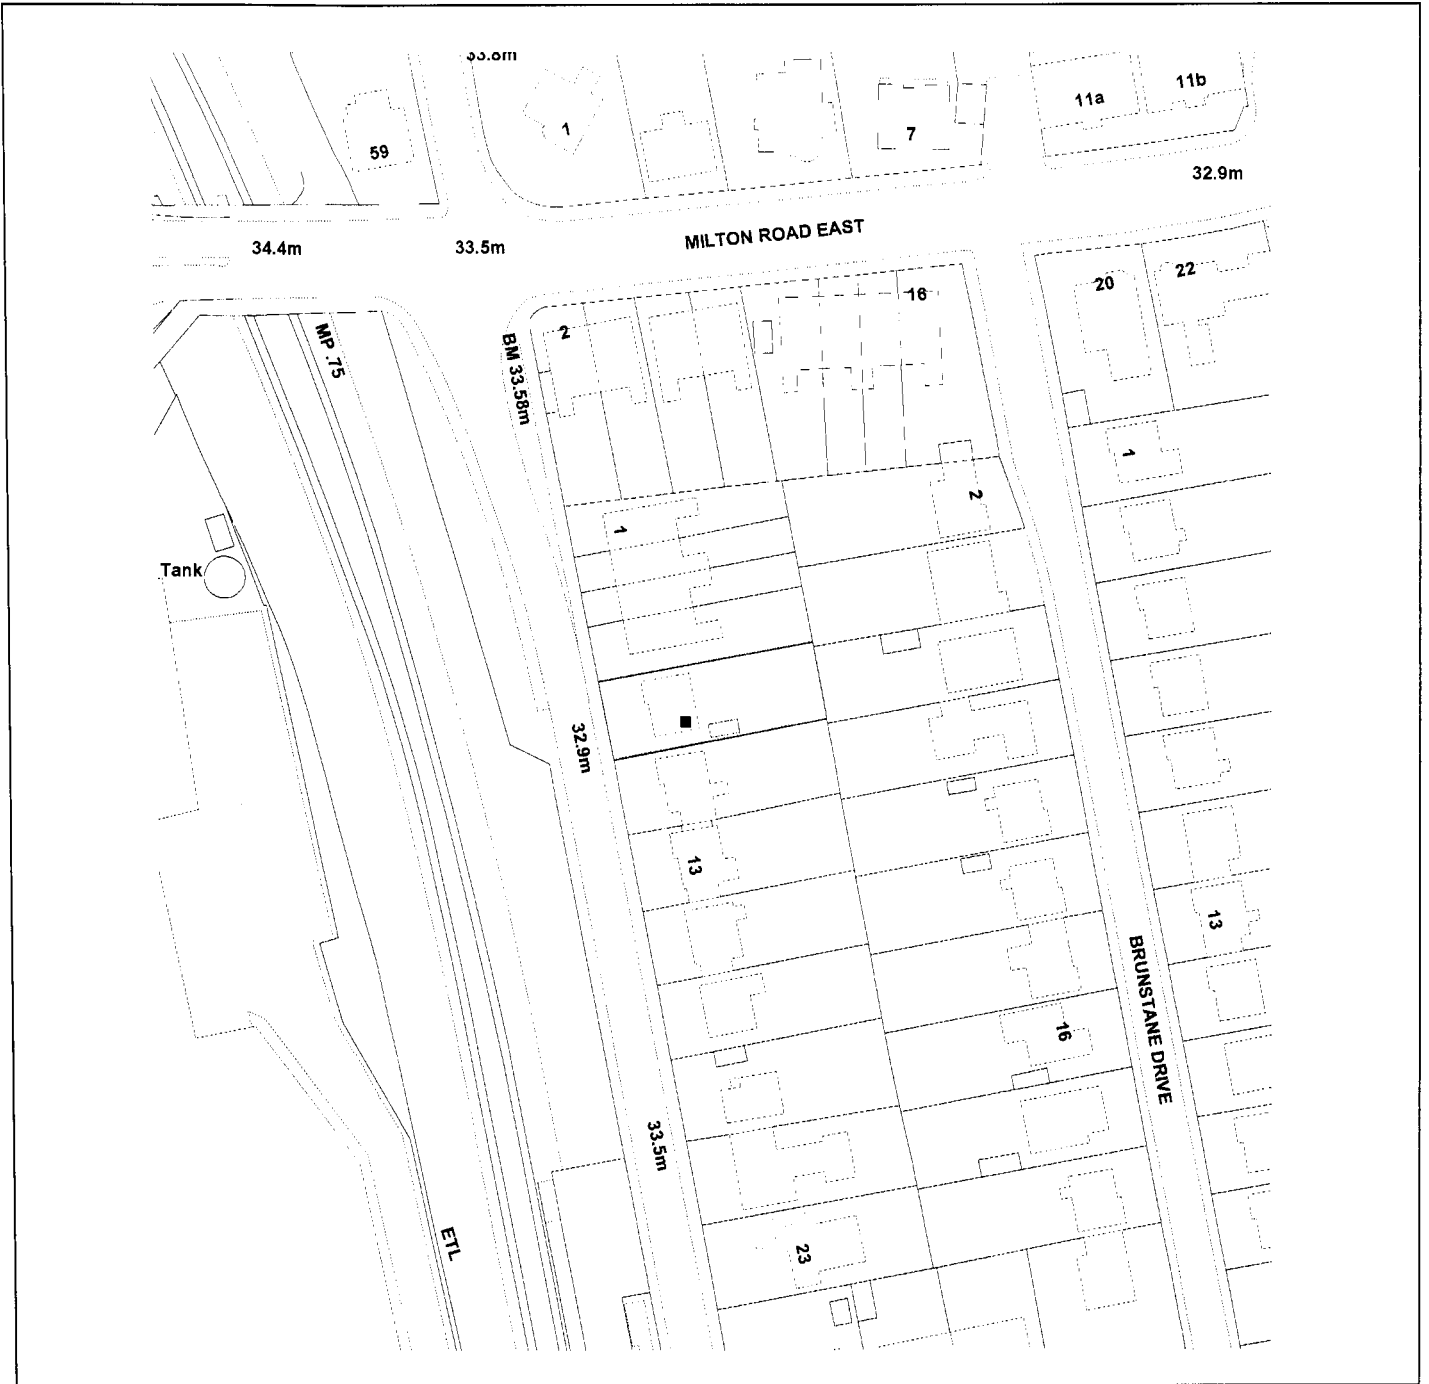 33.8m
11b
11a
1
7
59
32.9m
MILTON ROAD EAST
34.4m
33.5m
22
20
16
2
MP .75
BM 33.58m
1
2
1
Tank
32.9m
13
13
BRUNSTANE DRIVE
16
33.5m
ETL
23